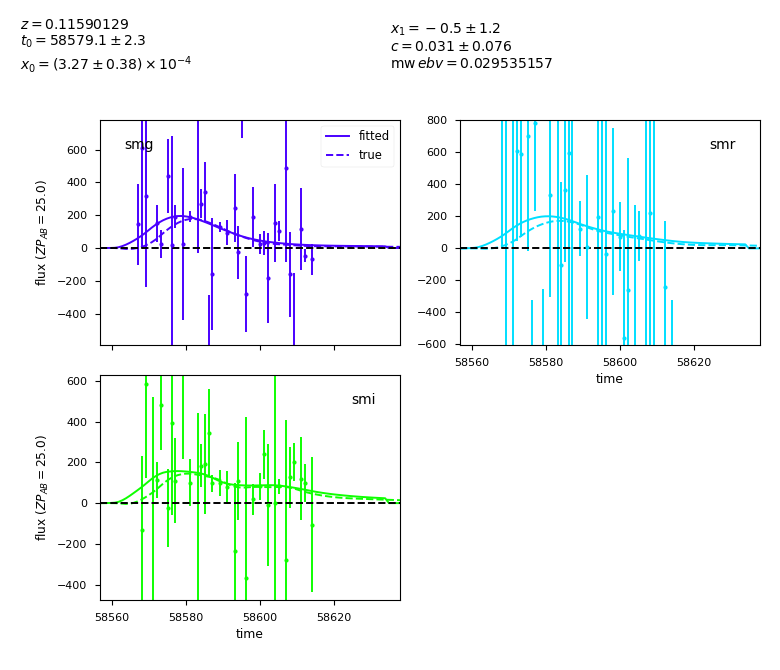 z = 0.11590129
t₀ = 58579.1 ± 2.3
x₀ = (3.27 ± 0.38) × 10⁻⁴
x₁ = −0.5 ± 1.2
c = 0.031 ± 0.076
mw ebv = 0.029535157
smg
fitted
true
600
400
200
0
−200
−400
flux (ZP_AB = 25.0)
smr
800
600
400
200
0
−200
−400
−600
58560 58580 58600 58620
time
smi
600
400
200
0
−200
−400
flux (ZP_AB = 25.0)
58560 58580 58600 58620
time